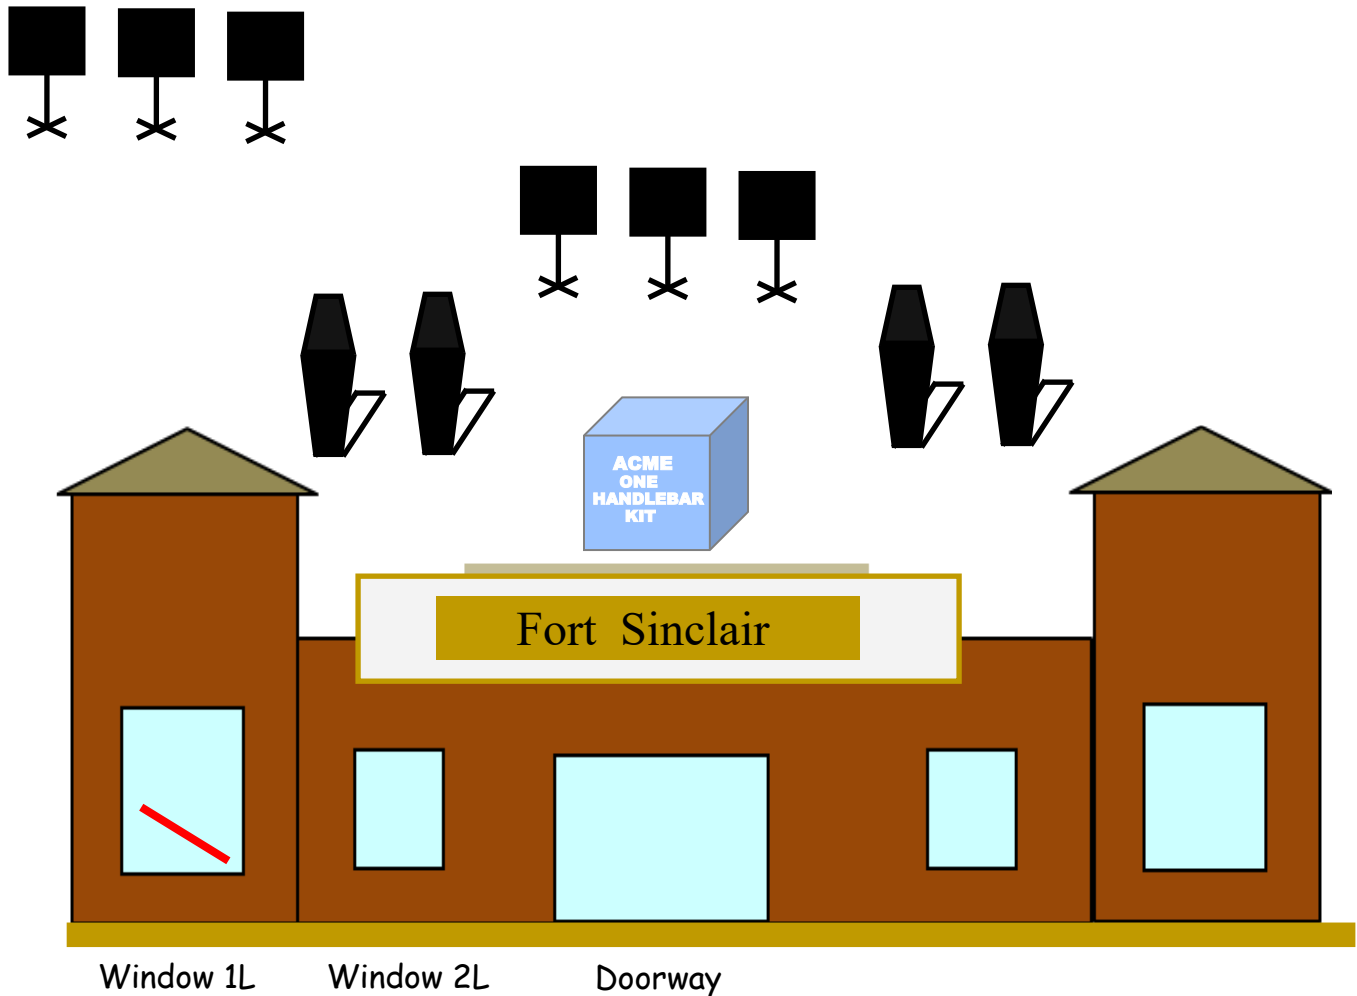 ACME
ONE
HANDLEBAR
KIT
Fort Sinclair
Window 1L
Window 2L
Doorway